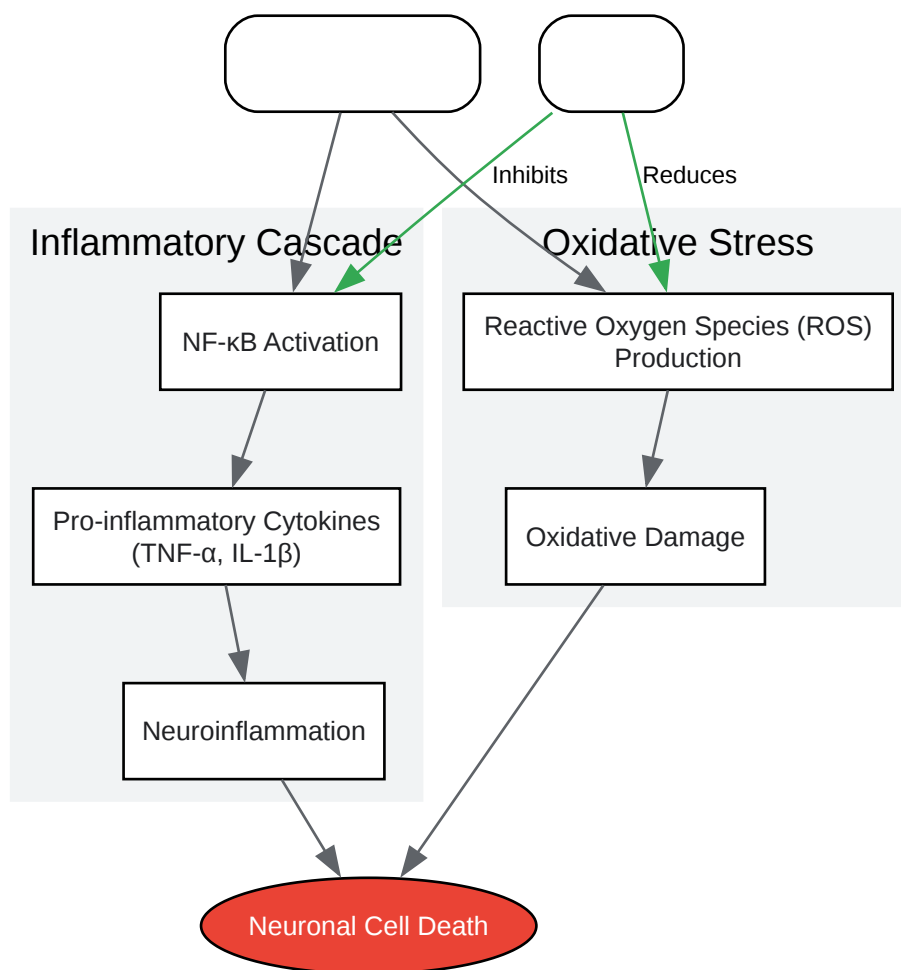 Inhibits
Reduces
Inflammatory Cascade
Oxidative Stress
NF-κB Activation
Reactive Oxygen Species (ROS)
Production
Pro-inflammatory Cytokines
(TNF-α, IL-1β)
Oxidative Damage
Neuroinflammation
Neuronal Cell Death